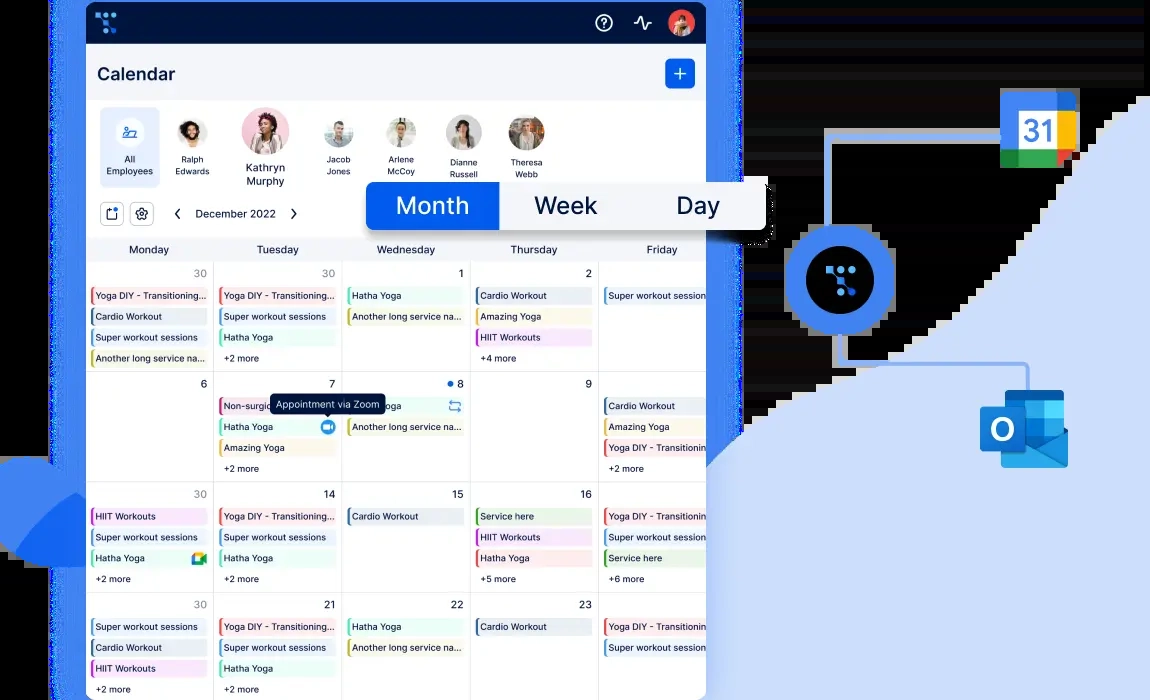 Calendar
31
All
Employees
Ralph
Edwards
Kathryn
Murphy
Jacob
Jones
Arlene
McCoy
Dianne
Russell
Theresa
Webb
Month Week Day
December 2022
Monday Tuesday Wednesday Thursday Friday
30 30 1 2
Yoga DIY - Transitioning... Yoga DIY - Transitioning... Hatha Yoga Cardio Workout Super workout session
Cardio Workout Super workout sessions Another long service na... Amazing Yoga
Super workout sessions Hatha Yoga HIIT Workouts
Another long service na... +2 more +4 more
6 7 8 9
Non-surgic Appointment via Zoom oga Cardio Workout
Hatha Yoga Another long service na... Amazing Yoga
Amazing Yoga Yoga DIY - Transitionin
+2 more +2 more
O
30 14 15 16
HIIT Workouts Yoga DIY - Transitioning... Cardio Workout Service here Yoga DIY - Transitionin
Super workout sessions Super workout sessions HIIT Workouts Super workout session
Hatha Yoga Hatha Yoga Hatha Yoga Service here
+2 more +2 more +5 more +6 more
30 21 22 23
Super workout sessions Yoga DIY - Transitioning... Hatha Yoga Cardio Workout Yoga DIY - Transitionin
Cardio Workout Super workout sessions Another long service na... Super workout session
HIIT Workouts Hatha Yoga
+2 more +2 more